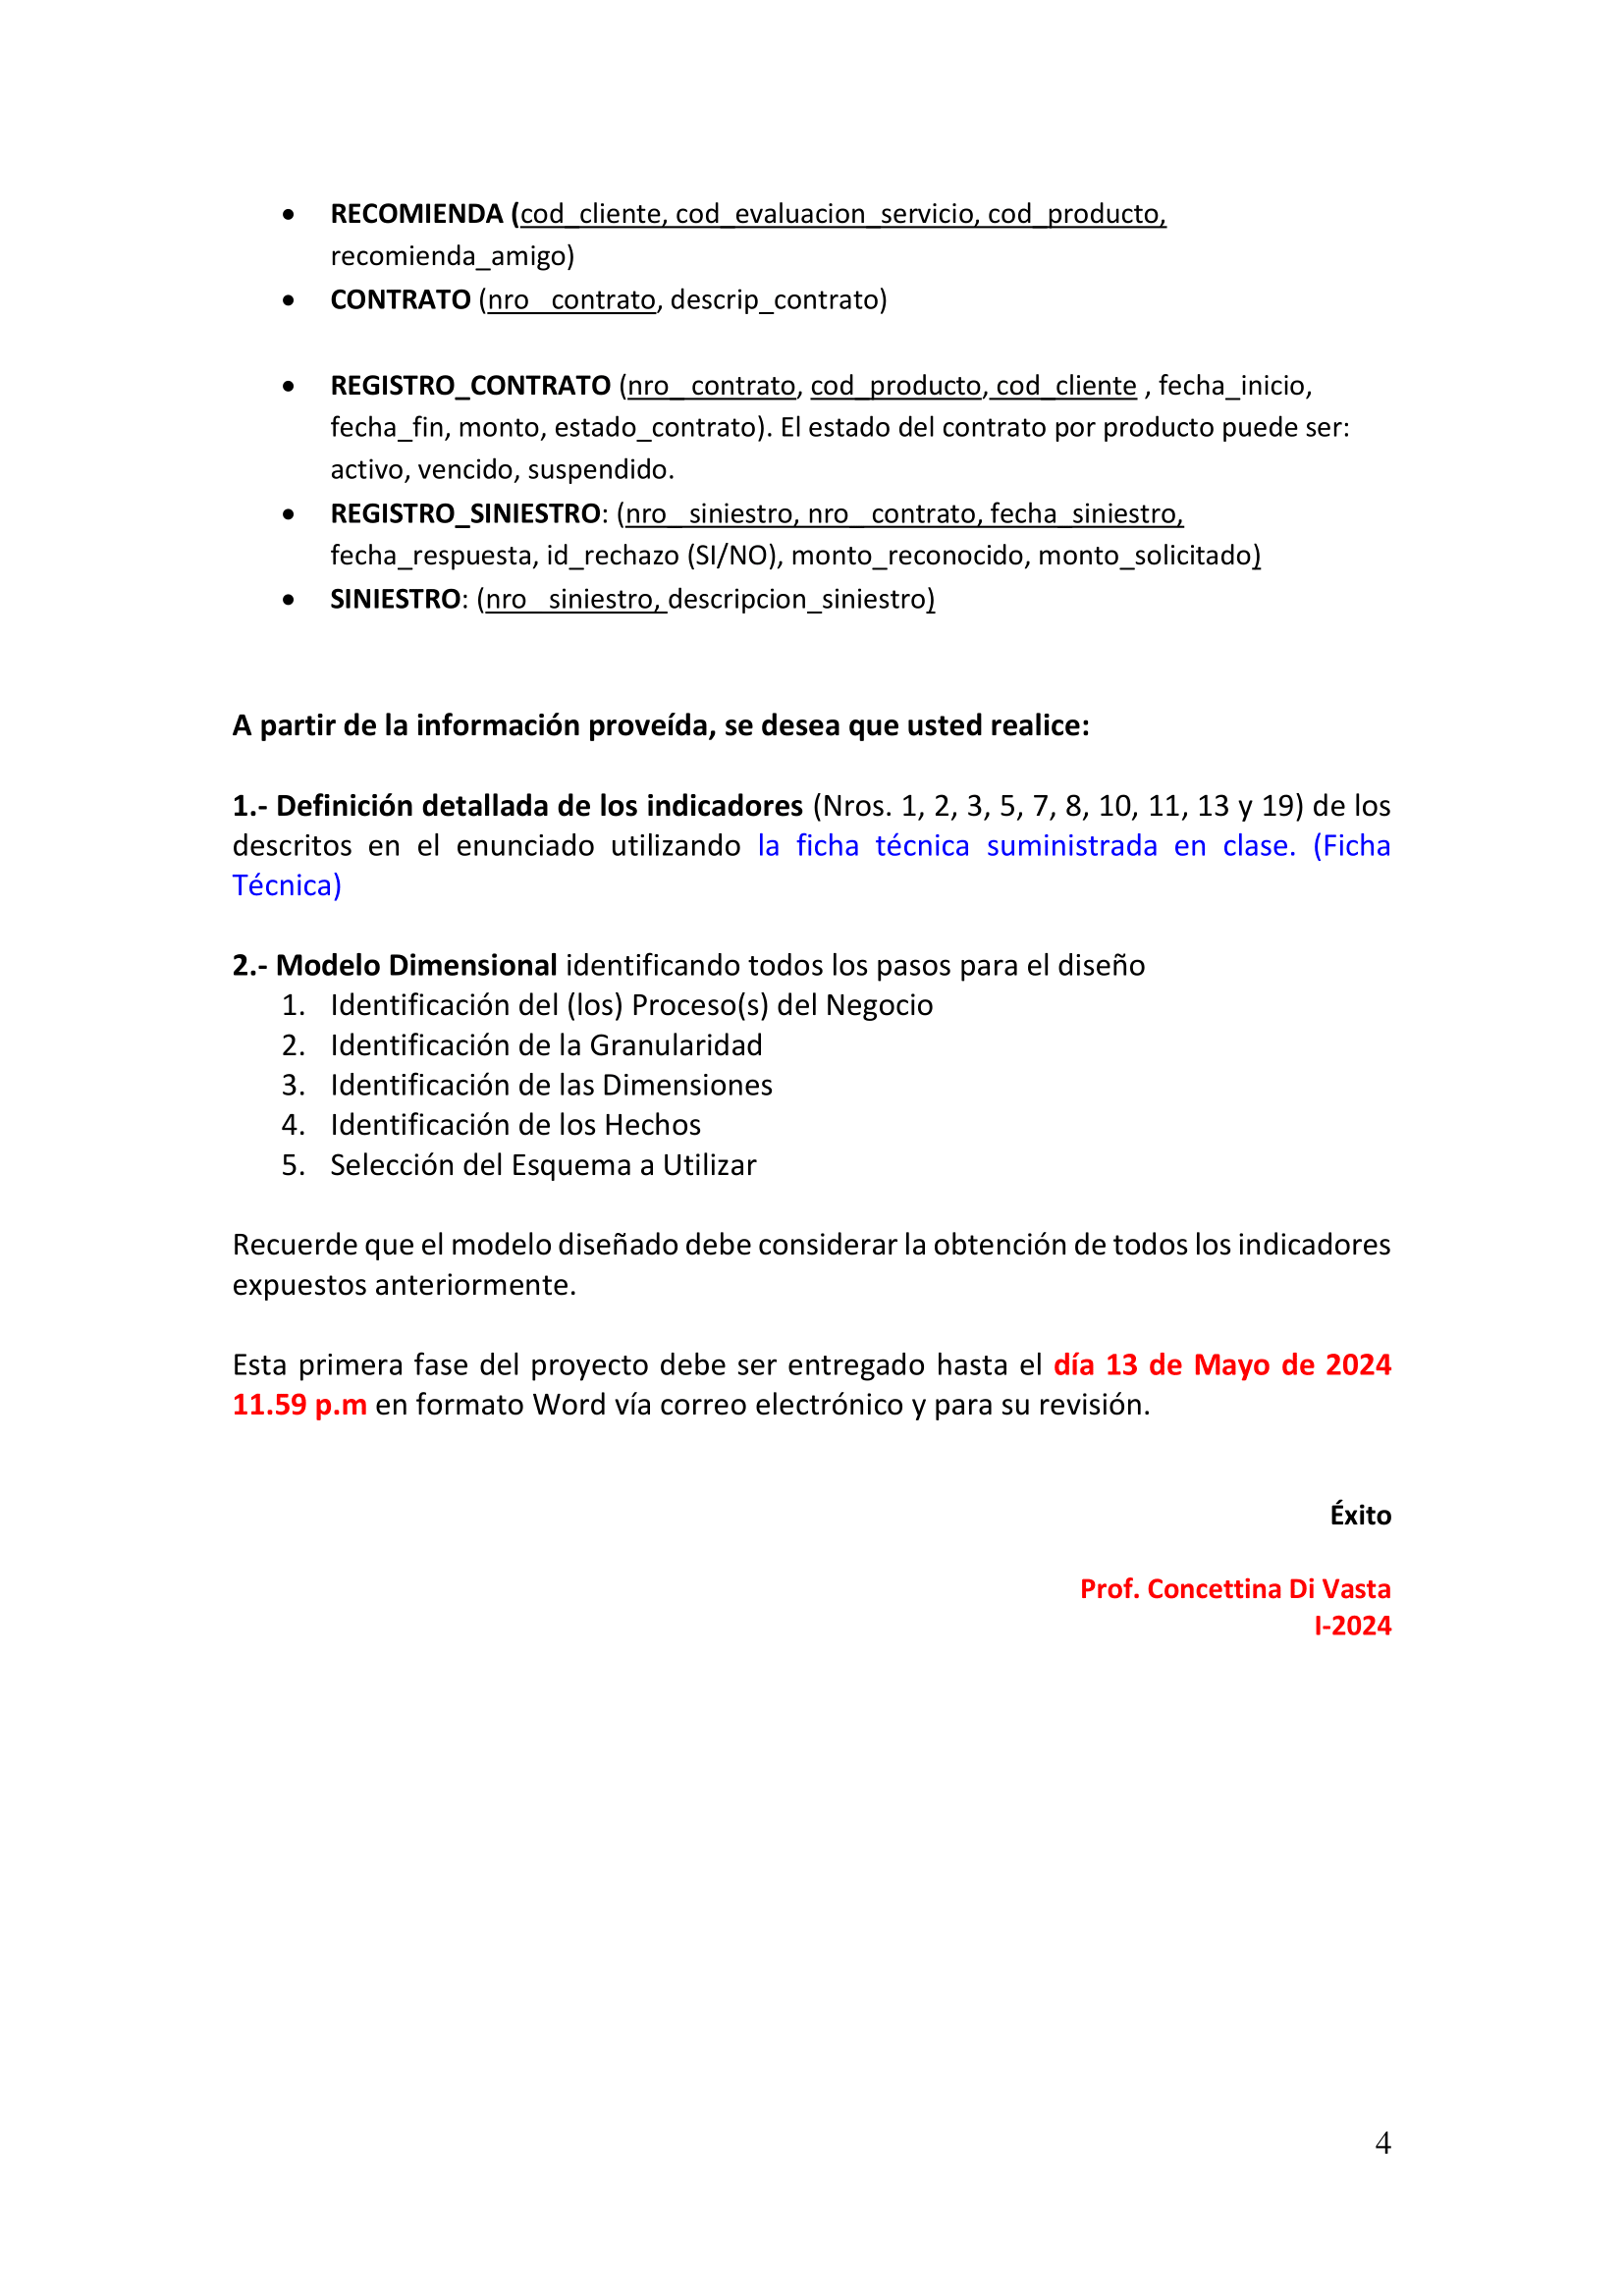 • RECOMIENDA (cod_cliente, cod_evaluacion_servicio, cod_producto,
recomienda_amigo)
• CONTRATO (nro_ contrato, descrip_contrato)
• REGISTRO_CONTRATO (nro_ contrato, cod_producto, cod_cliente , fecha_inicio,
fecha_fin, monto, estado_contrato). El estado del contrato por producto puede ser:
activo, vencido, suspendido.
• REGISTRO_SINIESTRO: (nro_ siniestro, nro_ contrato, fecha_siniestro,
fecha_respuesta, id_rechazo (SI/NO), monto_reconocido, monto_solicitado)
• SINIESTRO: (nro_ siniestro, descripcion_siniestro)
A partir de la información proveída, se desea que usted realice:
1.- Definición detallada de los indicadores (Nros. 1, 2, 3, 5, 7, 8, 10, 11, 13 y 19) de los
descritos en el enunciado utilizando la ficha técnica suministrada en clase. (Ficha
Técnica)
2.- Modelo Dimensional identificando todos los pasos para el diseño
1. Identificación del (los) Proceso(s) del Negocio
2. Identificación de la Granularidad
3. Identificación de las Dimensiones
4. Identificación de los Hechos
5. Selección del Esquema a Utilizar
Recuerde que el modelo diseñado debe considerar la obtención de todos los indicadores
expuestos anteriormente.
Esta primera fase del proyecto debe ser entregado hasta el día 13 de Mayo de 2024
11.59 p.m en formato Word vía correo electrónico y para su revisión.
Éxito
Prof. Concettina Di Vasta
I-2024
4